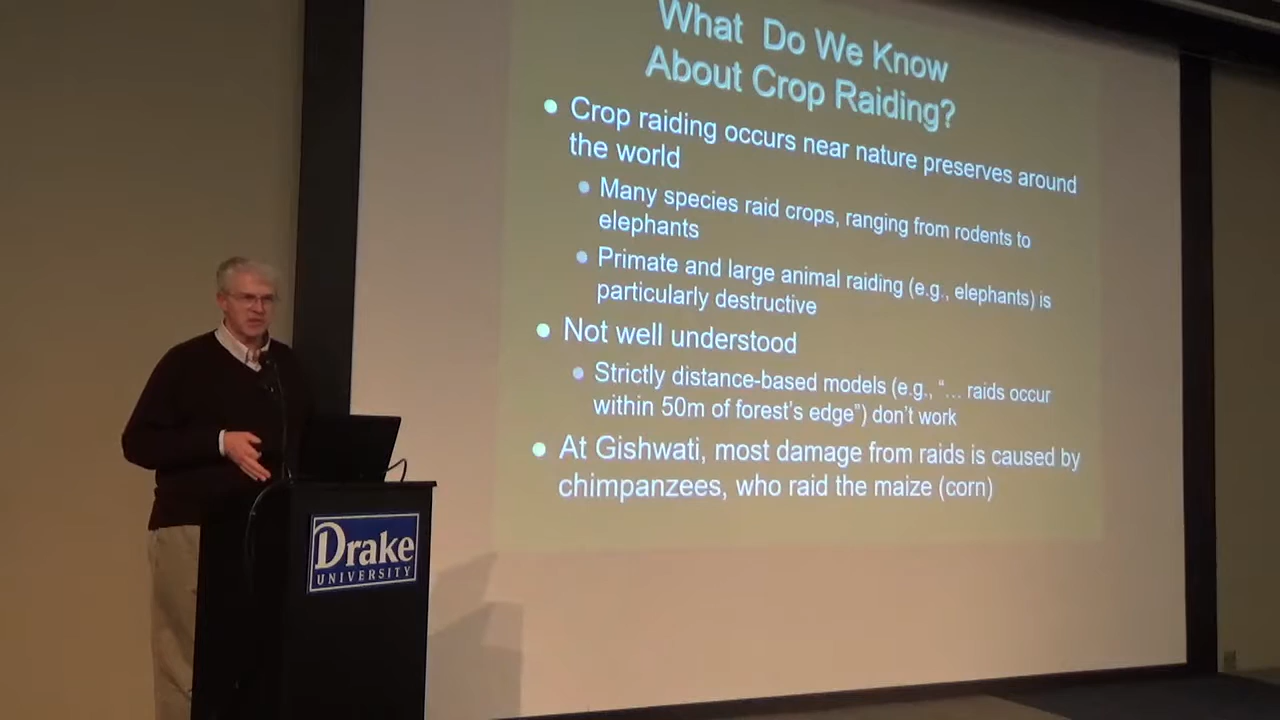 What Do We Know
About Crop Raiding?
• Crop raiding occurs near nature preserves around
the world
• Many species raid crops, ranging from rodents to
elephants
• Primate and large animal raiding (e.g., elephants) is
particularly destructive
• Not well understood
• Strictly distance-based models (e.g., “… raids occur
within 50m of forest’s edge”) don’t work
• At Gishwati, most damage from raids is caused by
chimpanzees, who raid the maize (corn)
Drake
UNIVERSITY